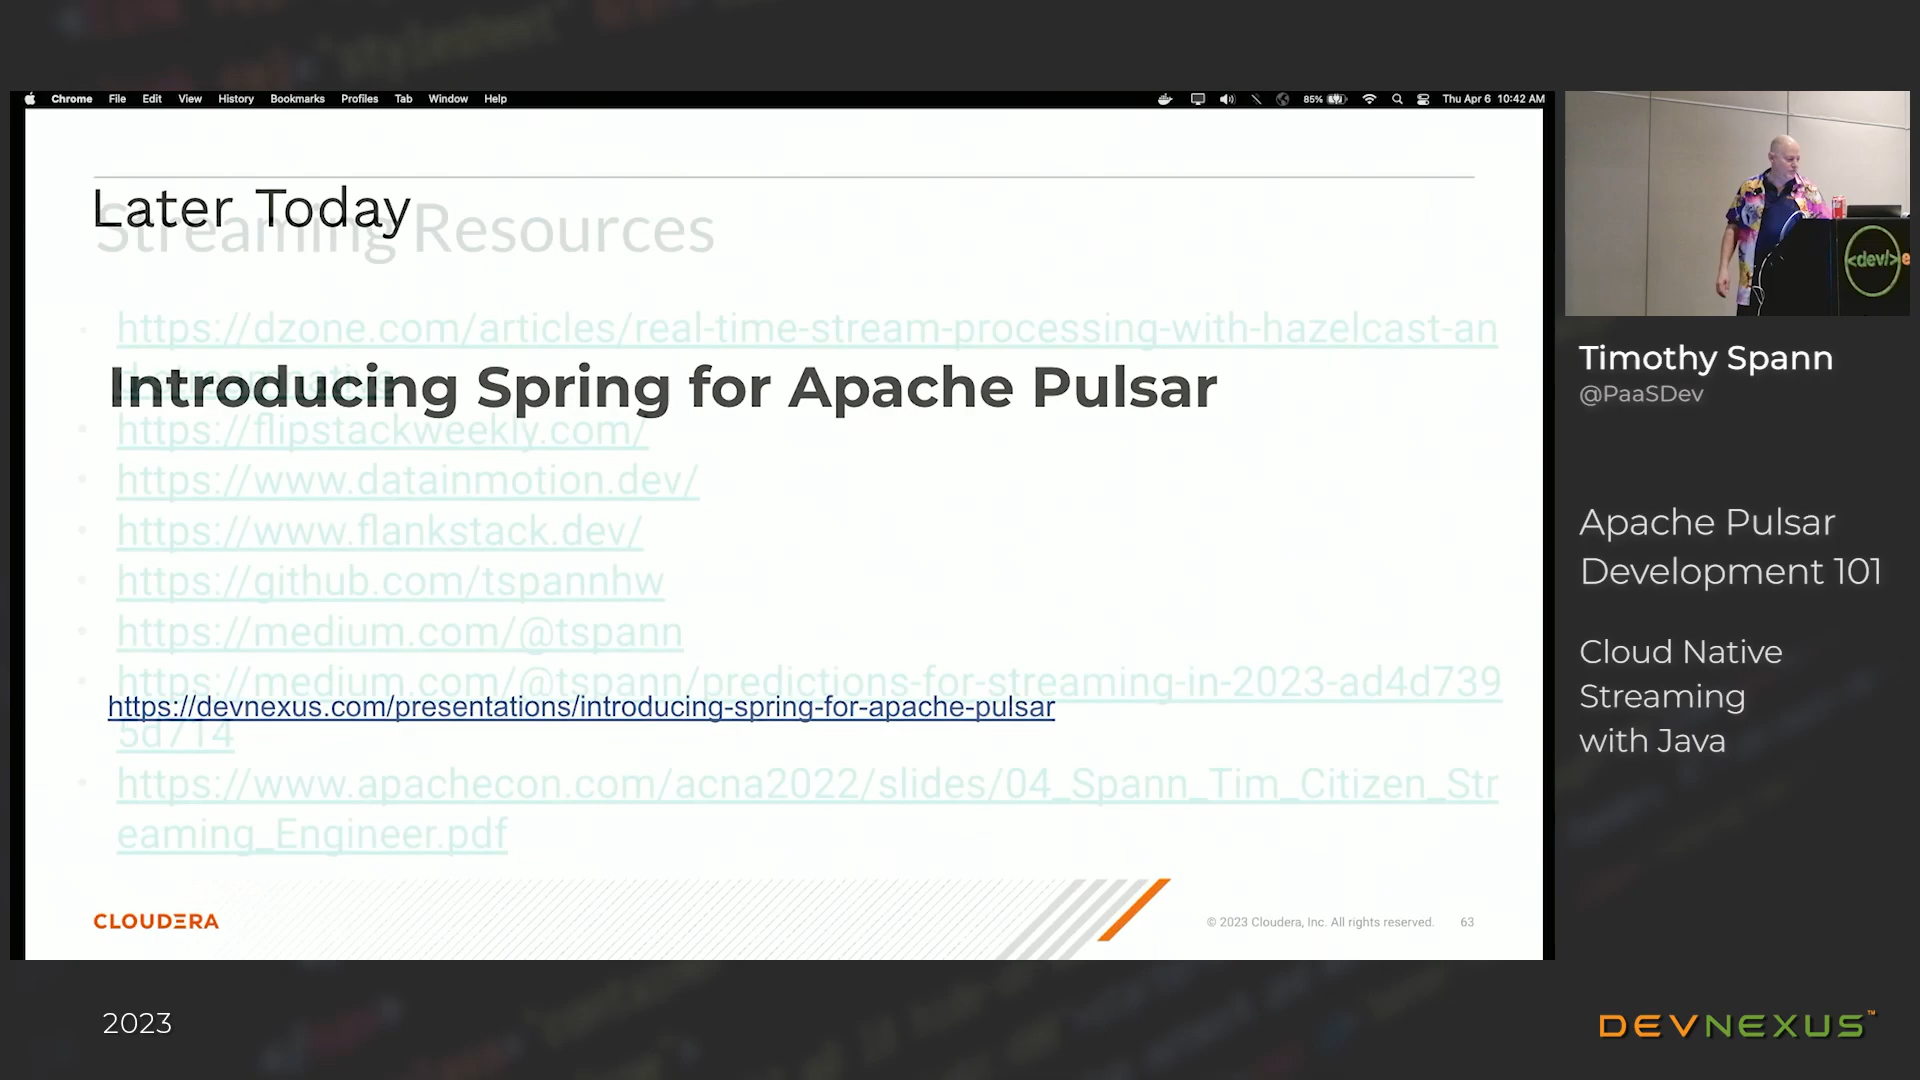 Chrome File Edit View History Bookmarks Profiles Tab Window Help
85% Thu Apr 6 10:42 AM
Later Today
Streaming Resources
https://dzone.com/articles/real-time-stream-processing-with-hazelcast-an
Introducing Spring for Apache Pulsar
https://flipstackweekly.com/
https://www.datainmotion.dev/
https://www.flankstack.dev/
https://github.com/tspannhw
https://medium.com/@tspann
https://medium.com/@tspann/predictions-for-streaming-in-2023-ad4d739
https://devnexus.com/presentations/introducing-spring-for-apache-pulsar
5d714
https://www.apachecon.com/acna2022/slides/04_Spann_Tim_Citizen_Str
eaming_Engineer.pdf
CLOUDERA
© 2023 Cloudera, Inc. All rights reserved. 63
<dev/>
Timothy Spann
@PaaSDev
Apache Pulsar
Development 101
Cloud Native
Streaming
with Java
2023
DEVNEXUS™